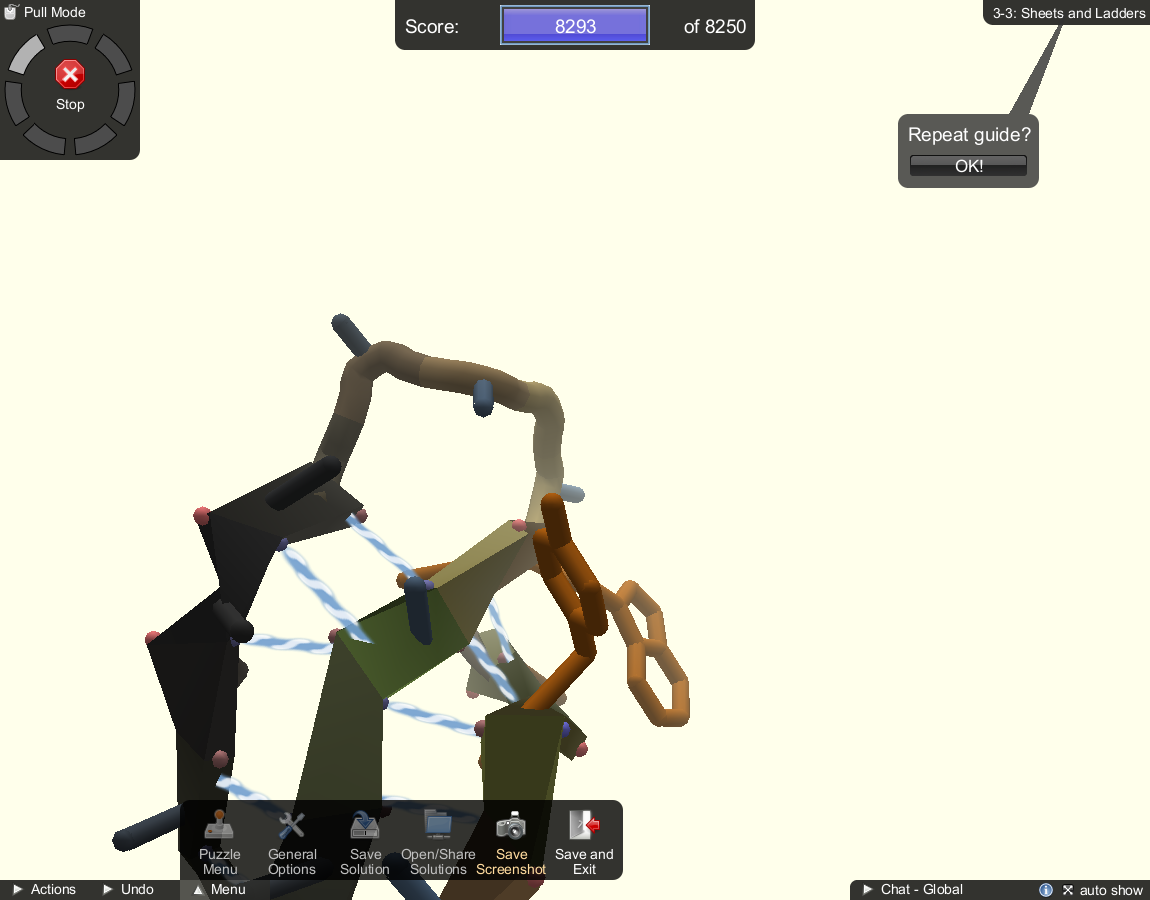 Pull Mode
Stop
Score:
8293
of 8250
3-3: Sheets and Ladders
Repeat guide?
OK!
Puzzle Menu
General Options
Save Solution
Open/Share Solutions
Save Screenshot
Save and Exit
Actions
Undo
Menu
Chat - Global
auto show